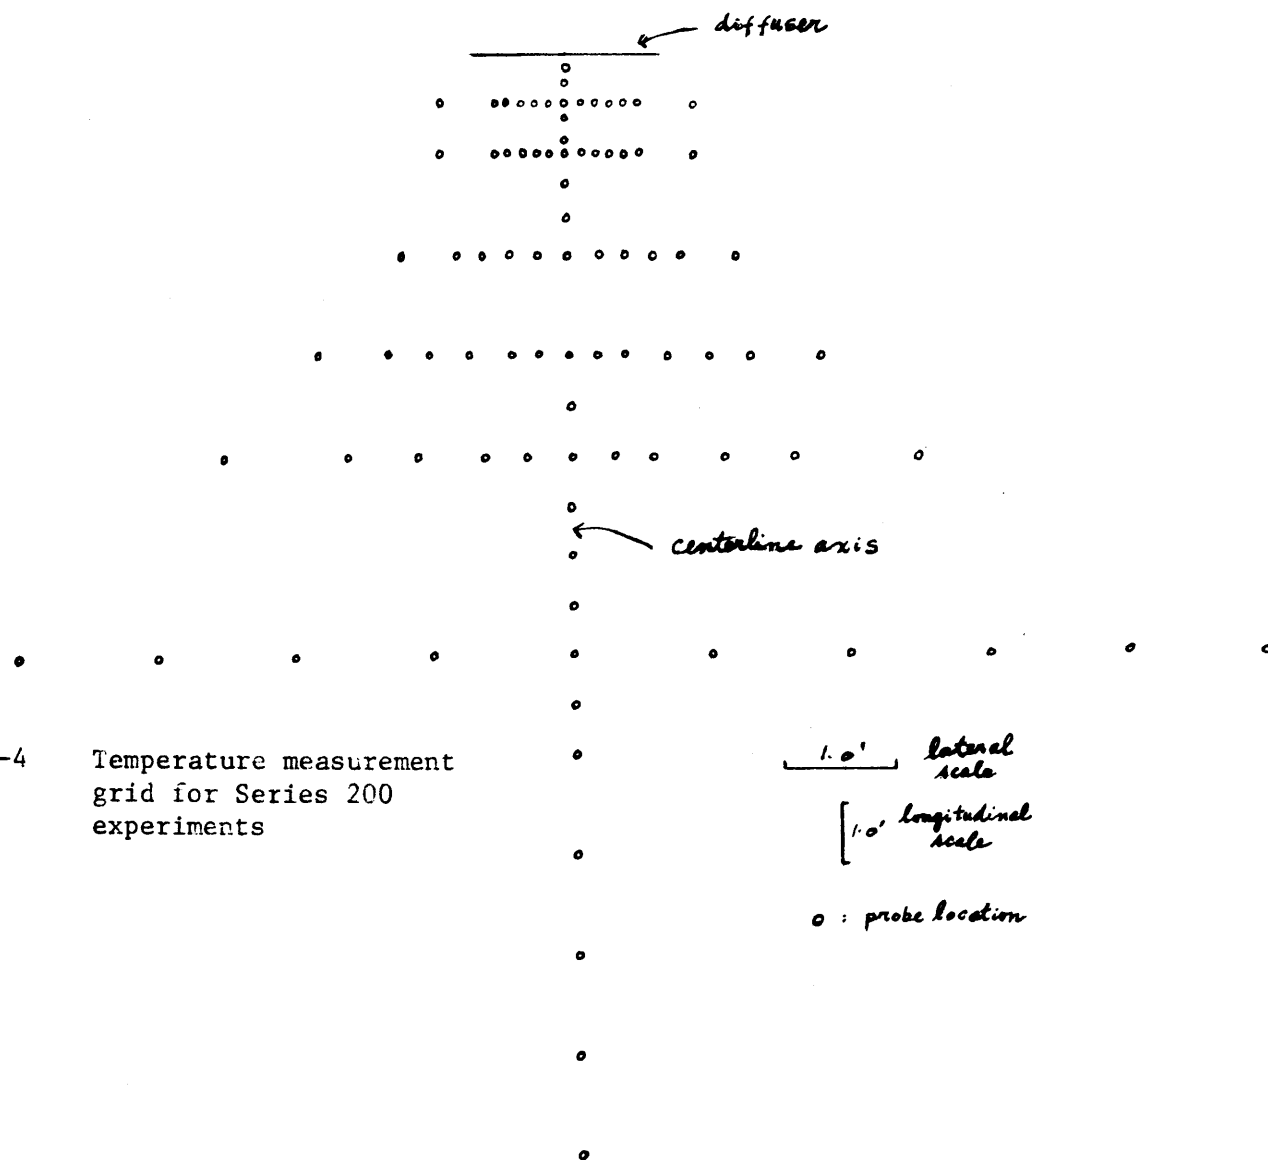 diffuser
centerline axis
-4 Temperature measurement
grid for Series 200
experiments
1.0' lateral
scale
1.0' longitudinal
scale
o : probe location